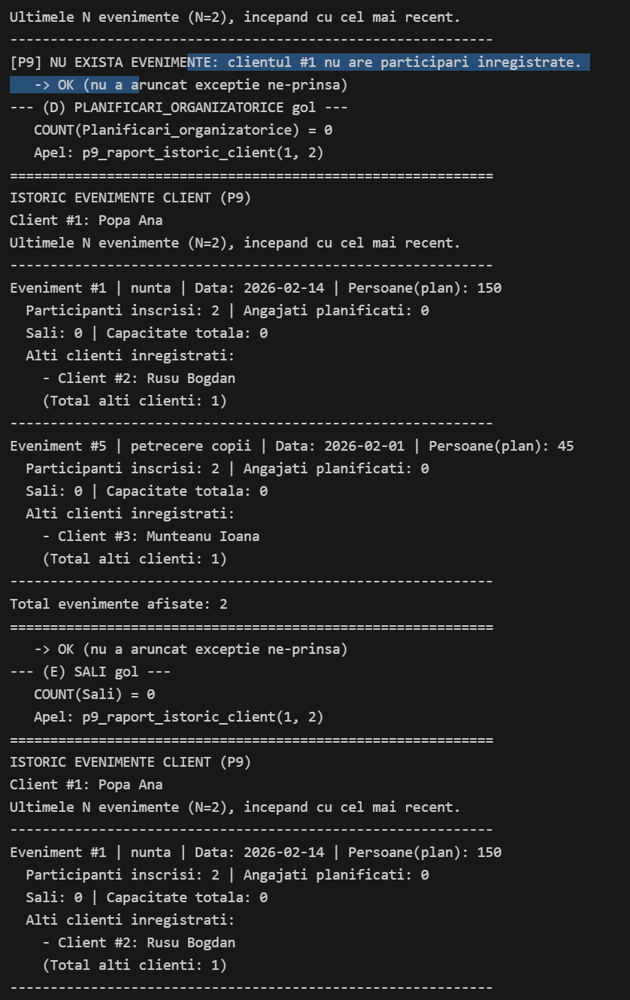 Ultimele N evenimente (N=2), incepand cu cel mai recent.
------------------------------------------------------------
[P9] NU EXISTA EVENIMENTE: clientul #1 nu are participari inregistrate.
   -> OK (nu a aruncat exceptie ne-prinsa)
--- (D) PLANIFICARI_ORGANIZATORICE gol ---
   COUNT(Planificari_organizatorice) = 0
   Apel: p9_raport_istoric_client(1, 2)
============================================================
ISTORIC EVENIMENTE CLIENT (P9)
Client #1: Popa Ana
Ultimele N evenimente (N=2), incepand cu cel mai recent.
------------------------------------------------------------
Eveniment #1 | nunta | Data: 2026-02-14 | Persoane(plan): 150
  Participanti inscrisi: 2 | Angajati planificati: 0
  Sali: 0 | Capacitate totala: 0
  Alti clienti inregistrati:
    - Client #2: Rusu Bogdan
    (Total alti clienti: 1)
------------------------------------------------------------
Eveniment #5 | petrecere copii | Data: 2026-02-01 | Persoane(plan): 45
  Participanti inscrisi: 2 | Angajati planificati: 0
  Sali: 0 | Capacitate totala: 0
  Alti clienti inregistrati:
    - Client #3: Munteanu Ioana
    (Total alti clienti: 1)
------------------------------------------------------------
Total evenimente afisate: 2
============================================================
   -> OK (nu a aruncat exceptie ne-prinsa)
--- (E) SALI gol ---
   COUNT(Sali) = 0
   Apel: p9_raport_istoric_client(1, 2)
============================================================
ISTORIC EVENIMENTE CLIENT (P9)
Client #1: Popa Ana
Ultimele N evenimente (N=2), incepand cu cel mai recent.
------------------------------------------------------------
Eveniment #1 | nunta | Data: 2026-02-14 | Persoane(plan): 150
  Participanti inscrisi: 2 | Angajati planificati: 0
  Sali: 0 | Capacitate totala: 0
  Alti clienti inregistrati:
    - Client #2: Rusu Bogdan
    (Total alti clienti: 1)
------------------------------------------------------------